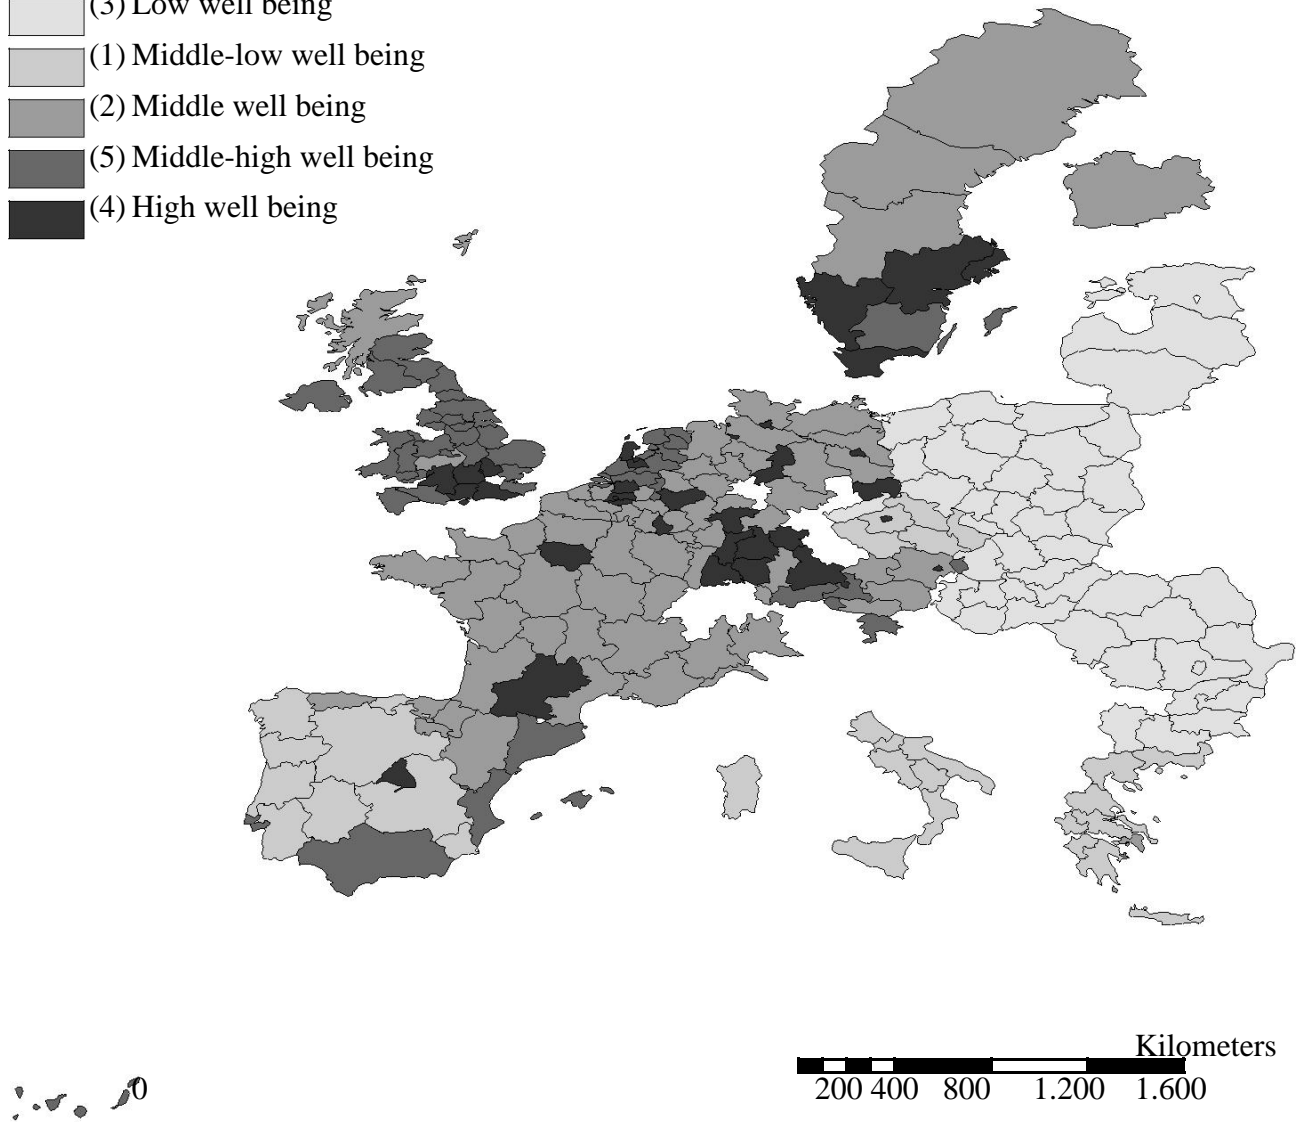 (3) Low well being
(1) Middle-low well being
(2) Middle well being
(5) Middle-high well being
(4) High well being
Kilometers
0
200 400 800 1.200 1.600